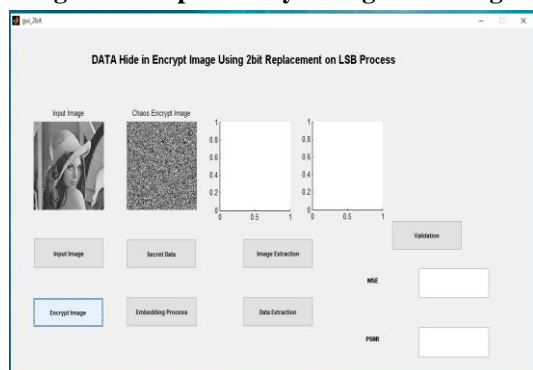 gui_2bit
DATA Hide in Encrypt Image Using 2bit Replacement on LSB Process
Input Image
Chaos Encrypt Image
1
0.8
0.6
0.4
0.2
0
0
0.5
1
1
0.8
0.6
0.4
0.2
0
0
0.5
1
Input Image
Secret Data
Image Extraction
Validation
MSE
Encrypt Image
Embedding Process
Data Extraction
PSNR